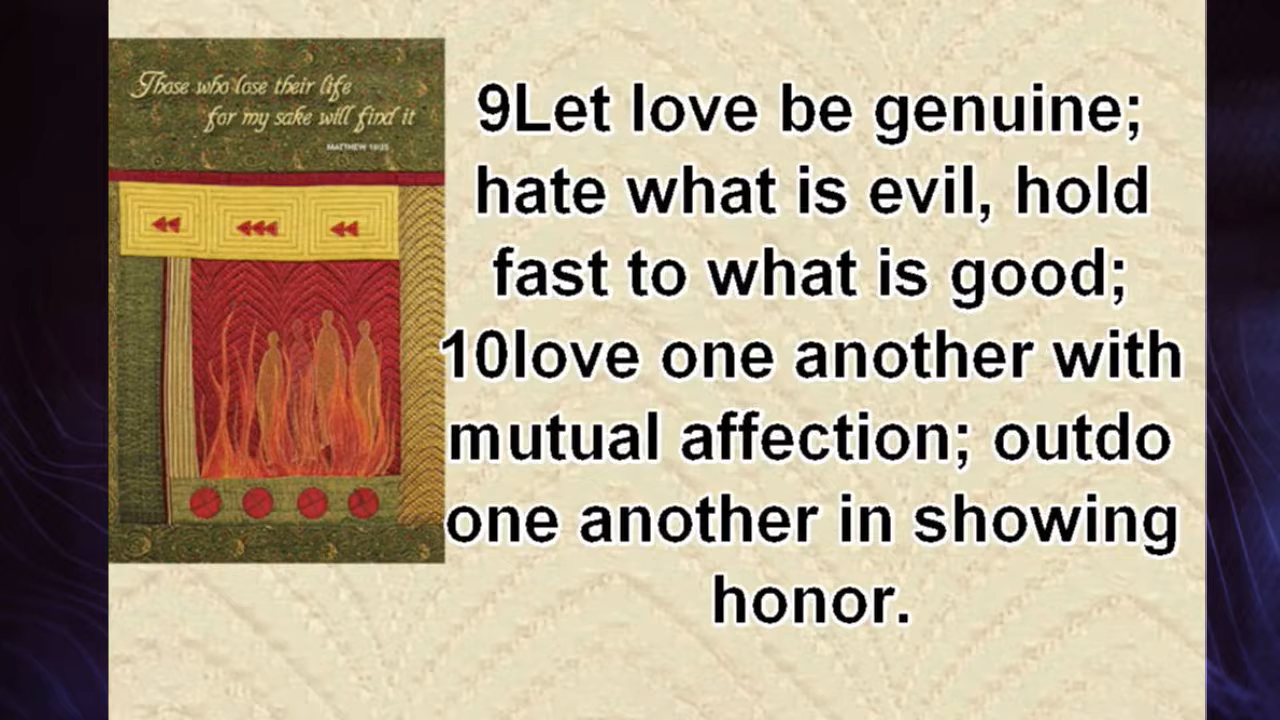 Those who lose their life
for my sake will find it
MATTHEW 16:25
9Let love be genuine;
hate what is evil, hold
fast to what is good;
10love one another with
mutual affection; outdo
one another in showing
honor.